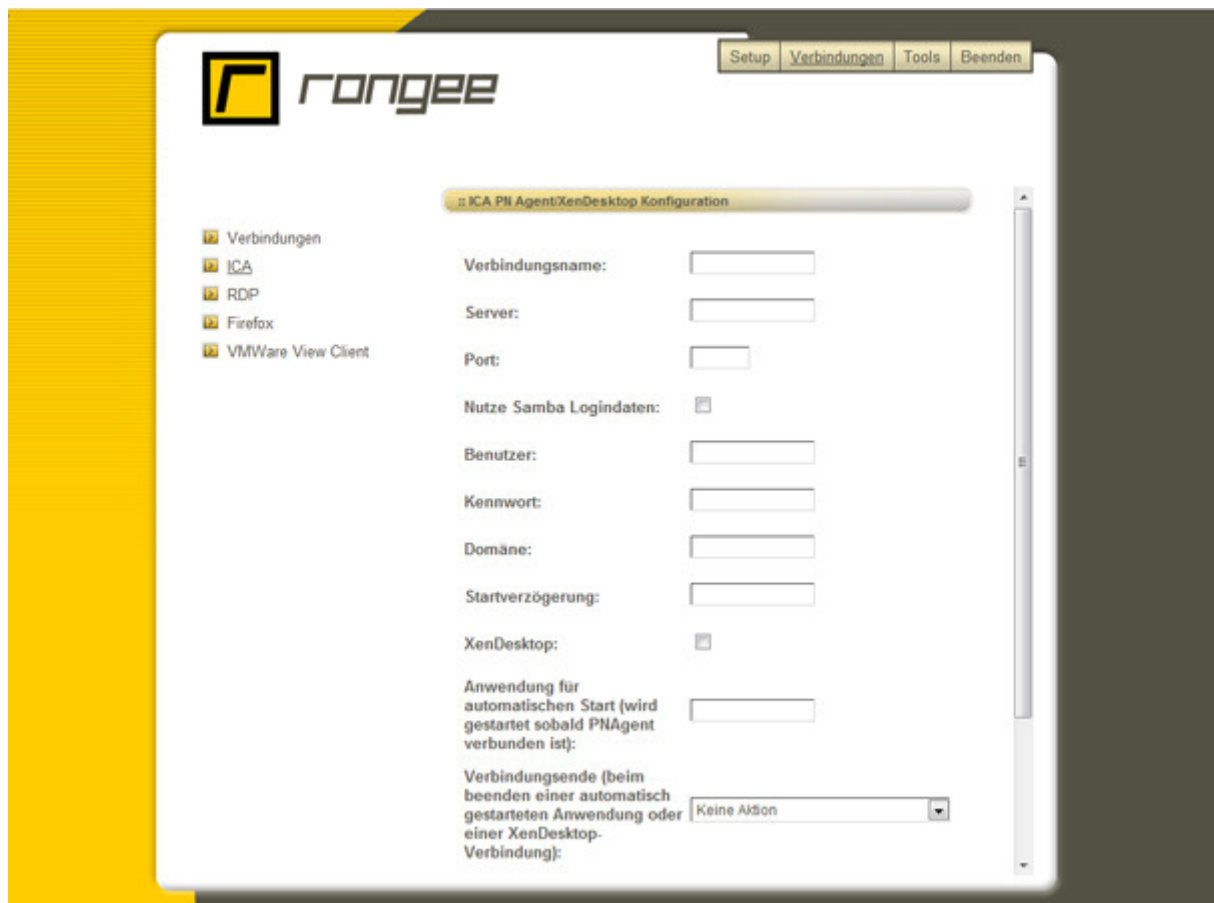 rangee
Setup Verbindungen Tools Beenden
:: ICA PN Agent/XenDesktop Konfiguration
Verbindungen
ICA
RDP
Firefox
VMWare View Client
Verbindungsname:
Server:
Port:
Nutze Samba Logindaten:
Benutzer:
Kennwort:
Domäne:
Startverzögerung:
XenDesktop:
Anwendung für
automatischen Start (wird
gestartet sobald PNAgent
verbunden ist):
Verbindungsende (beim
beenden einer automatisch
gestarteten Anwendung oder
einer XenDesktop-
Verbindung):
Keine Aktion